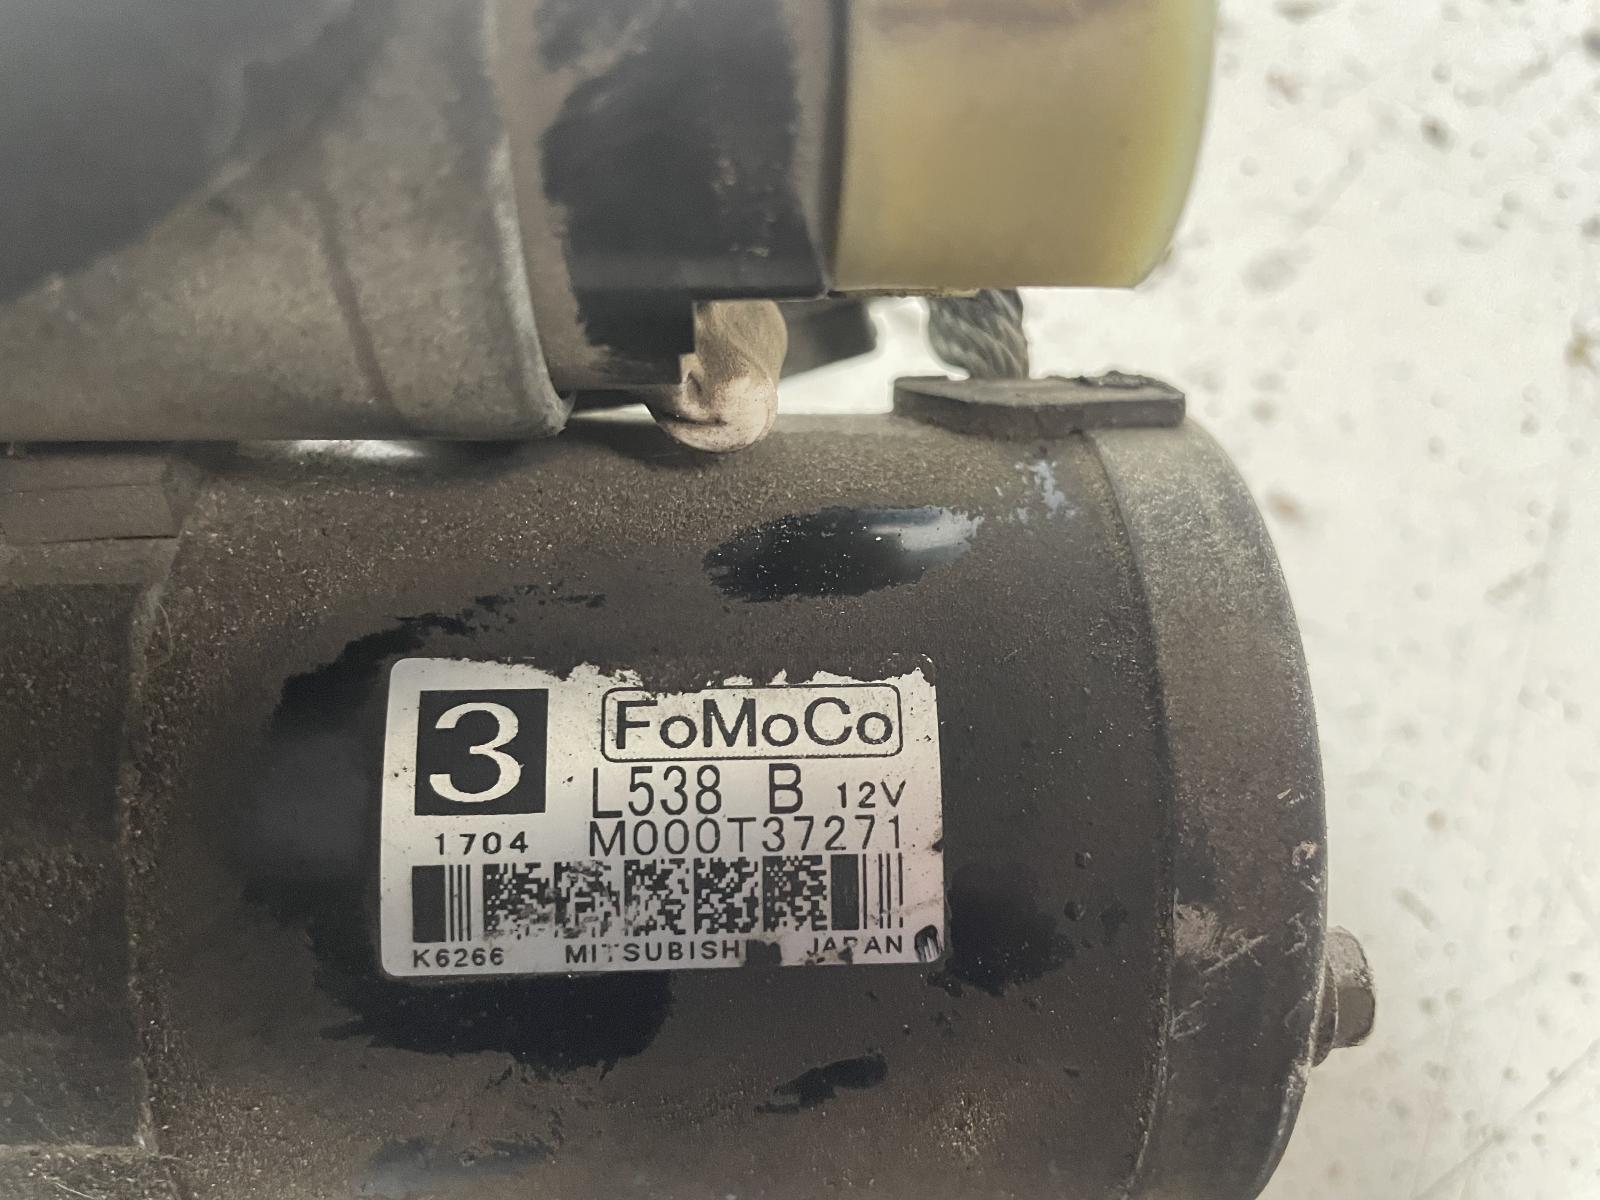 3 FoMoCo
L538 B 12V
1704 M000T37271
K6266 MITSUBISHI JAPAN